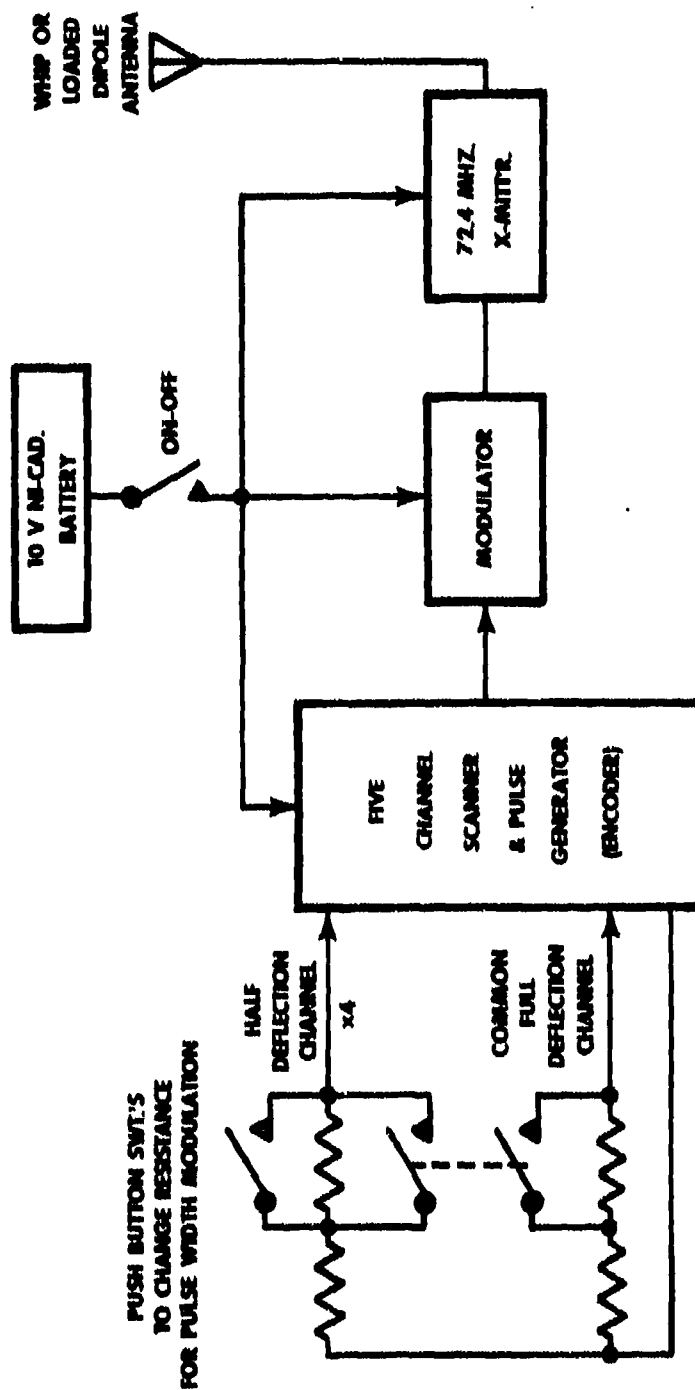 PUSH BUTTON SWT.'S
TO CHANGE RESISTANCE
FOR PULSE WIDTH MODULATION
HALF
DEFLECTION
CHANNEL
x4
COMMON
FULL
DEFLECTION
CHANNEL
FIVE
CHANNEL
SCANNER
& PULSE
GENERATOR
(ENCODER)
10 V NI-CAD.
BATTERY
ON-OFF
MODULATOR
72.4 MHZ.
X-MITT'R.
WHIP OR
LOADED
DIPOLE
ANTENNA